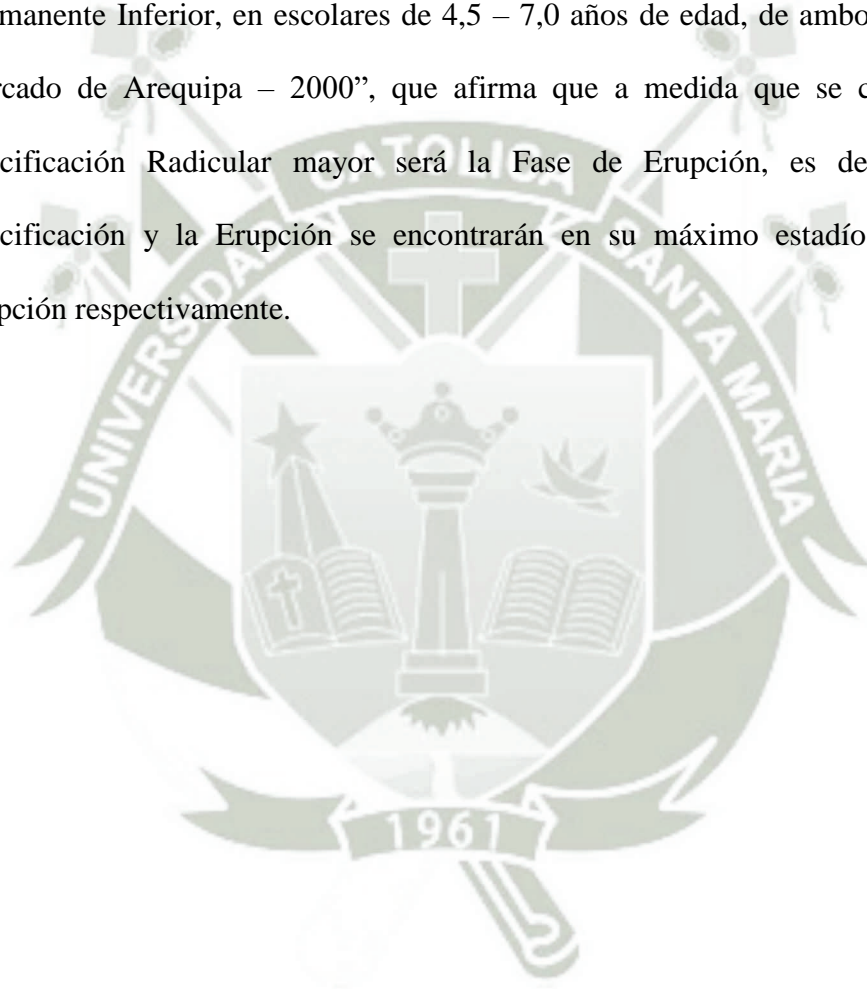 manente Inferior, en escolares de 4,5 – 7,0 años de edad, de ambo
rcado de Arequipa – 2000”, que afirma que a medida que se c
cificación Radicular mayor será la Fase de Erupción, es de
cificación y la Erupción se encontrarán en su máximo estadío
pción respectivamente.
UNIVERSIDAD CATOLICA SANTA MARIA
1961